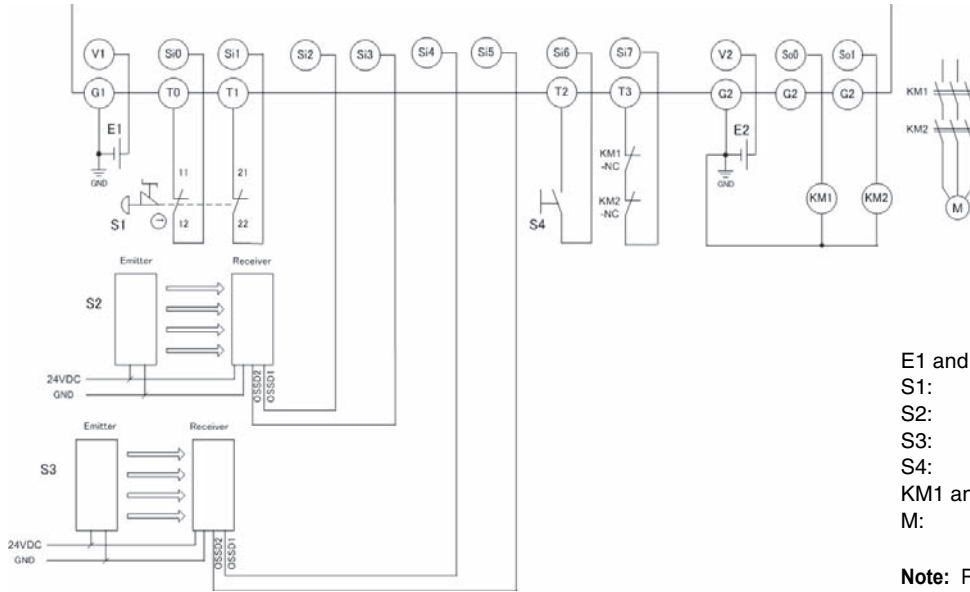 V1
Si0
Si1
Si2
Si3
Si4
Si5
Si6
Si7
V2
So0
So1
G1
T0
T1
T2
T3
G2
G2
G2
KM1
KM2
E1
GND
11
21
S1
12
22
KM1
-NC
KM2
-NC
S4
E2
GND
KM1
KM2
M
Emitter
Receiver
S2
24VDC
GND
OSSD2
OSSD1
Emitter
Receiver
S3
24VDC
GND
OSSD2
OSSD1
E1 and
S1:
S2:
S3:
S4:
KM1 an
M:
Note: